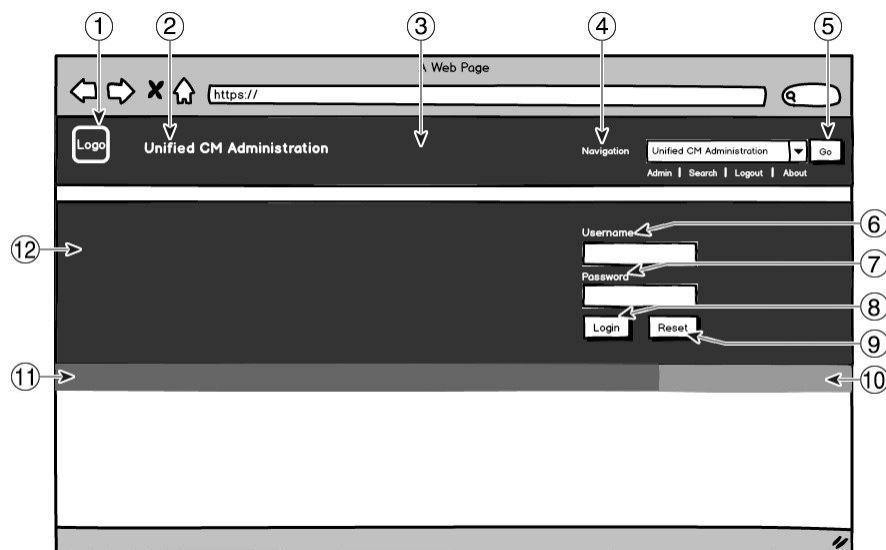 1 2 3 4 5
A Web Page
https://
Logo
Unified CM Administration
Navigation
Unified CM Administration
Go
Admin | Search | Logout | About
12
Username
6
Password
7
8
Login
Reset
9
11
10